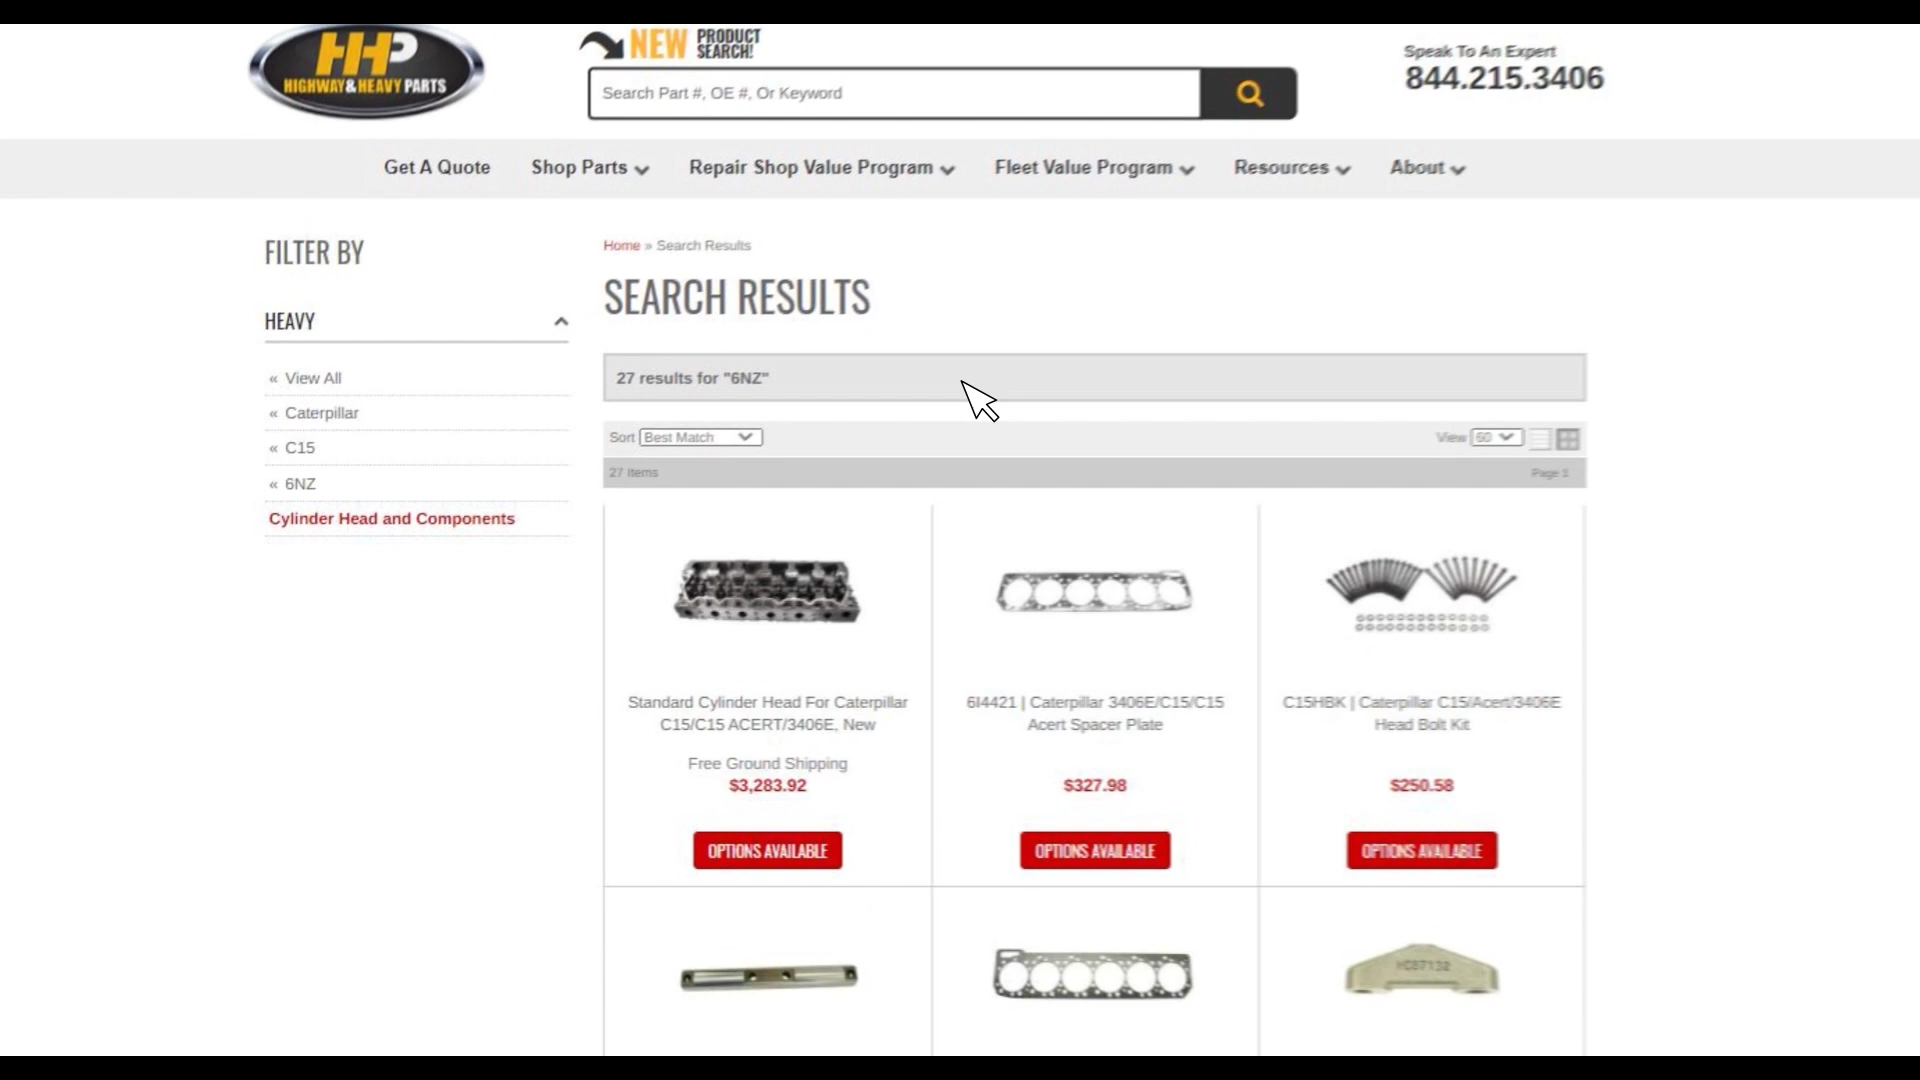 HHP
HIGHWAY & HEAVY PARTS
NEW PRODUCT SEARCH!
Search Part #, OE #, Or Keyword
Speak To An Expert
844.215.3406
Get A Quote
Shop Parts
Repair Shop Value Program
Fleet Value Program
Resources
About
FILTER BY
HEAVY
« View All
« Caterpillar
« C15
« 6NZ
Cylinder Head and Components
Home » Search Results
SEARCH RESULTS
27 results for "6NZ"
Sort Best Match
View 60
27 Items
Page 1
Standard Cylinder Head For Caterpillar
C15/C15 ACERT/3406E, New
Free Ground Shipping
$3,283.92
OPTIONS AVAILABLE
6I4421 | Caterpillar 3406E/C15/C15
Acert Spacer Plate
$327.98
OPTIONS AVAILABLE
C15HBK | Caterpillar C15/Acert/3406E
Head Bolt Kit
$250.58
OPTIONS AVAILABLE